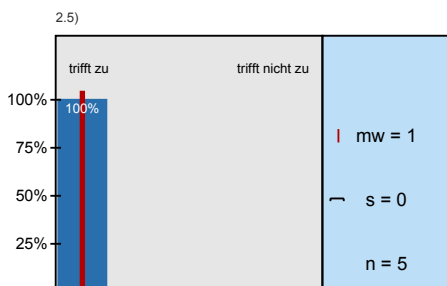 2.5)
trifft zu trifft nicht zu
100%
100%
75%
50%
25%
mw = 1
s = 0
n = 5